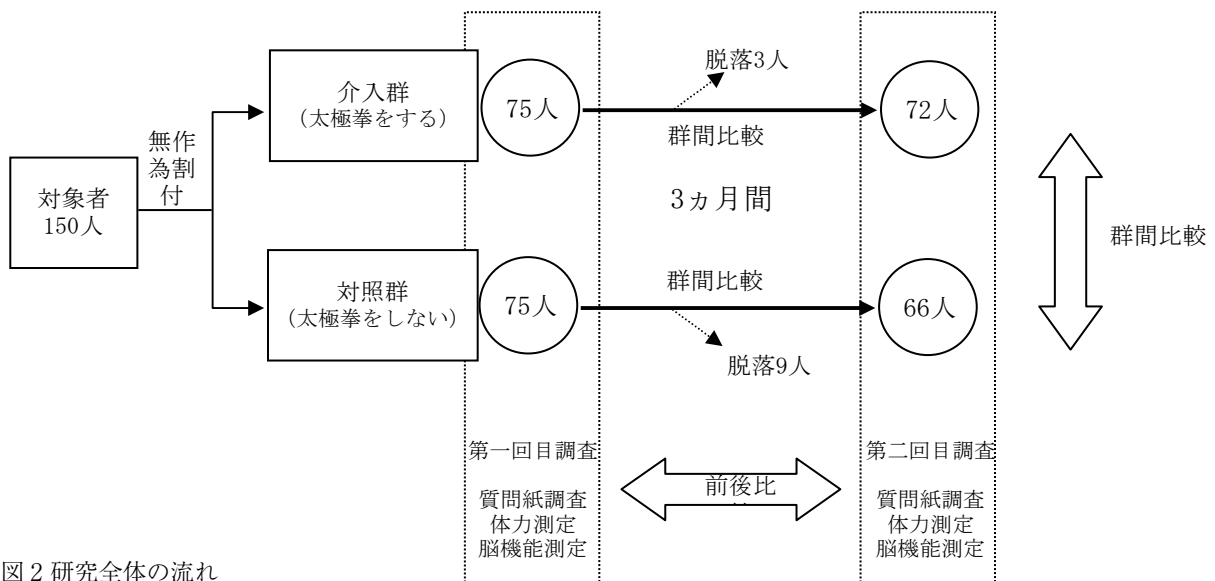 対象者
150人
無作
為割
付
介入群
（太極拳をする）
75人
脱落3人
群間比較
72人
3ヵ月間
対照群
（太極拳をしない）
75人
群間比較
脱落9人
66人
群間比較
第一回目調査
質問紙調査
体力測定
脳機能測定
前後比
第二回目調査
質問紙調査
体力測定
脳機能測定
図２研究全体の流れ